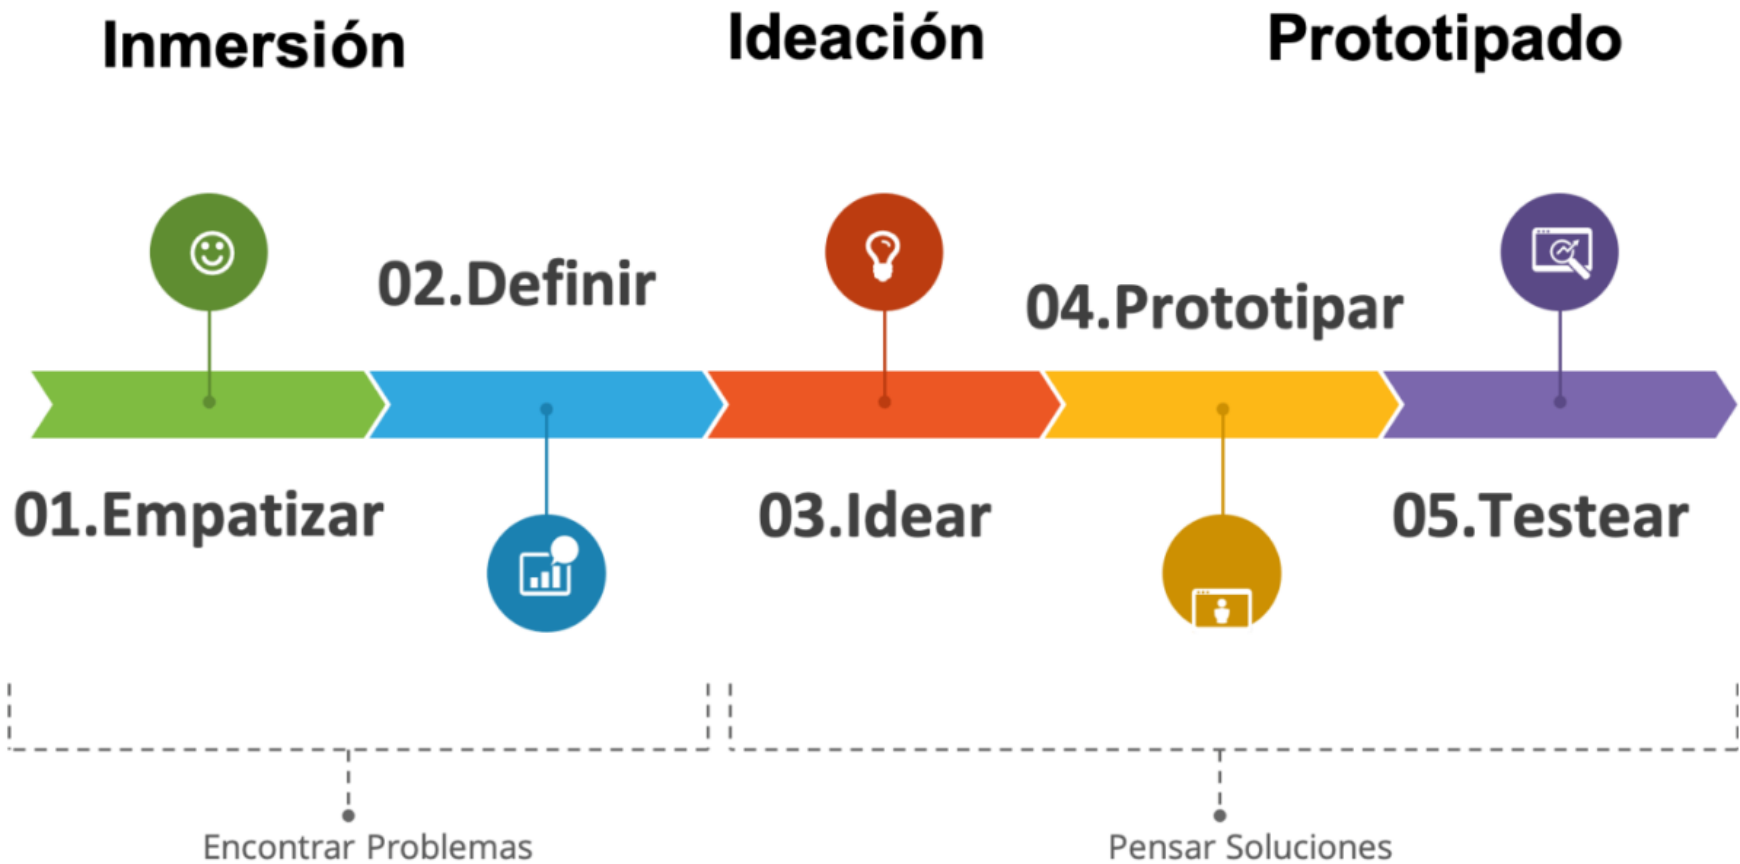 Inmersión
Ideación
Prototipado
02.Definir
04.Prototipar
01.Empatizar
03.Idear
05.Testear
Encontrar Problemas
Pensar Soluciones